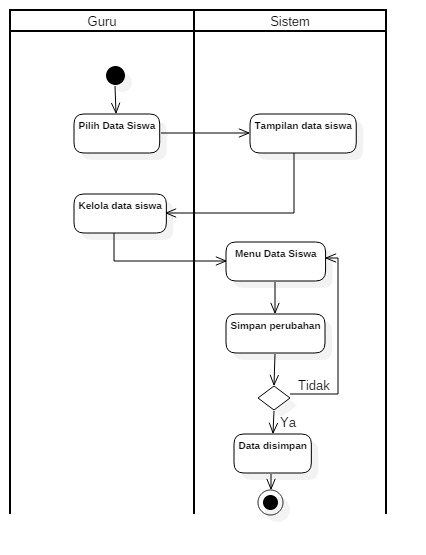 Guru
Sistem
Pilih Data Siswa
Tampilan data siswa
Kelola data siswa
Menu Data Siswa
Simpan perubahan
Tidak
Ya
Data disimpan